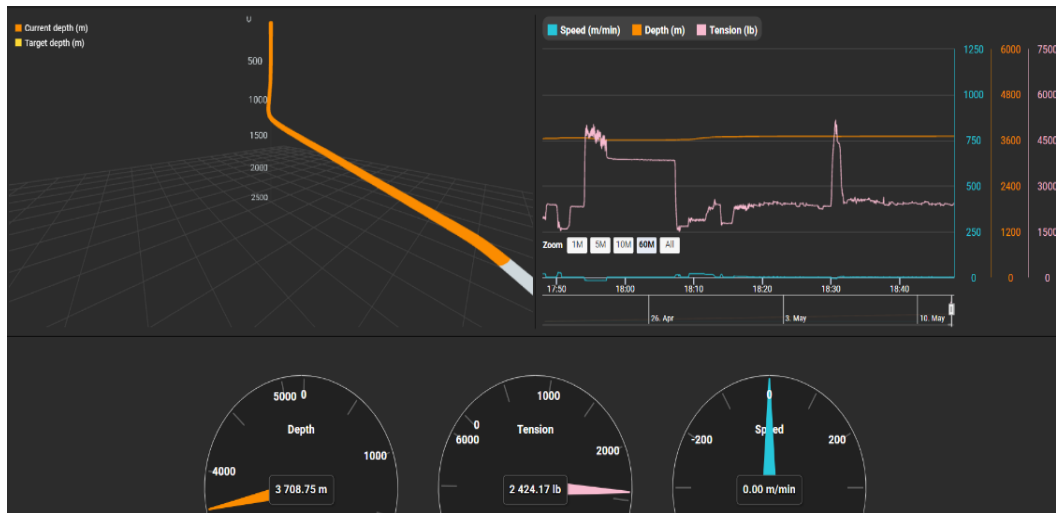 Current depth (m)
Target depth (m)
0
500
1000
1500
2000
2500
Speed (m/min) Depth (m) Tension (lb)
1250 6000 7500
1000 4800 6000
750 3600 4500
500 2400 3000
250 1200 1500
0 0 0
Zoom 1M 5M 10M 60M All
17:50 18:00 18:10 18:20 18:30 18:40
26. Apr 3. May 10. May
5000 0
Depth
1000
4000
3 708.75 m
1000
0
Tension
6000
2000
2 424.17 lb
0
Speed
-200 200
0.00 m/min